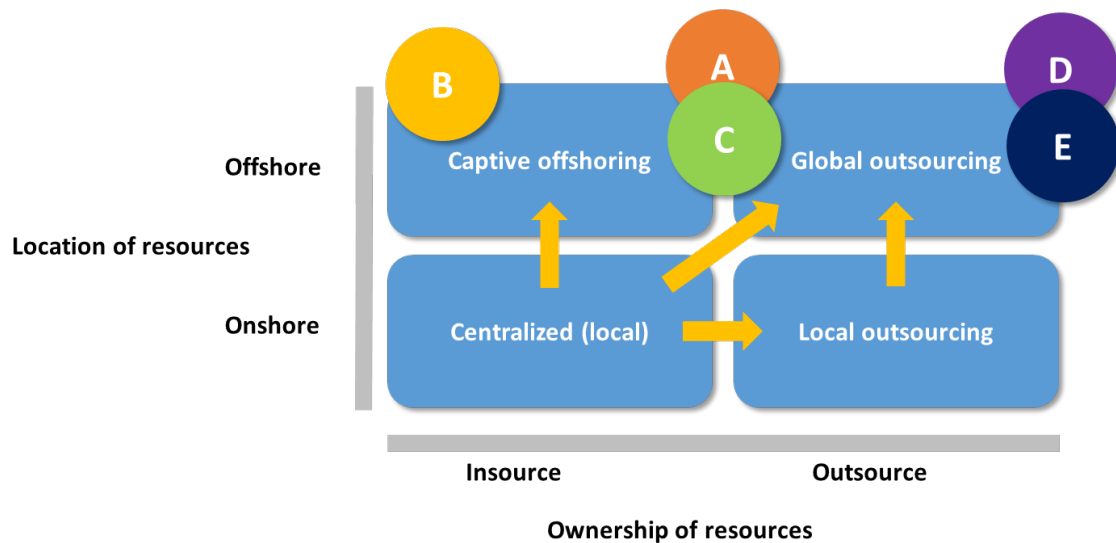 B
A
D
C
E
Offshore
Captive offshoring
Global outsourcing
Location of resources
Onshore
Centralized (local)
Local outsourcing
Insource
Outsource
Ownership of resources